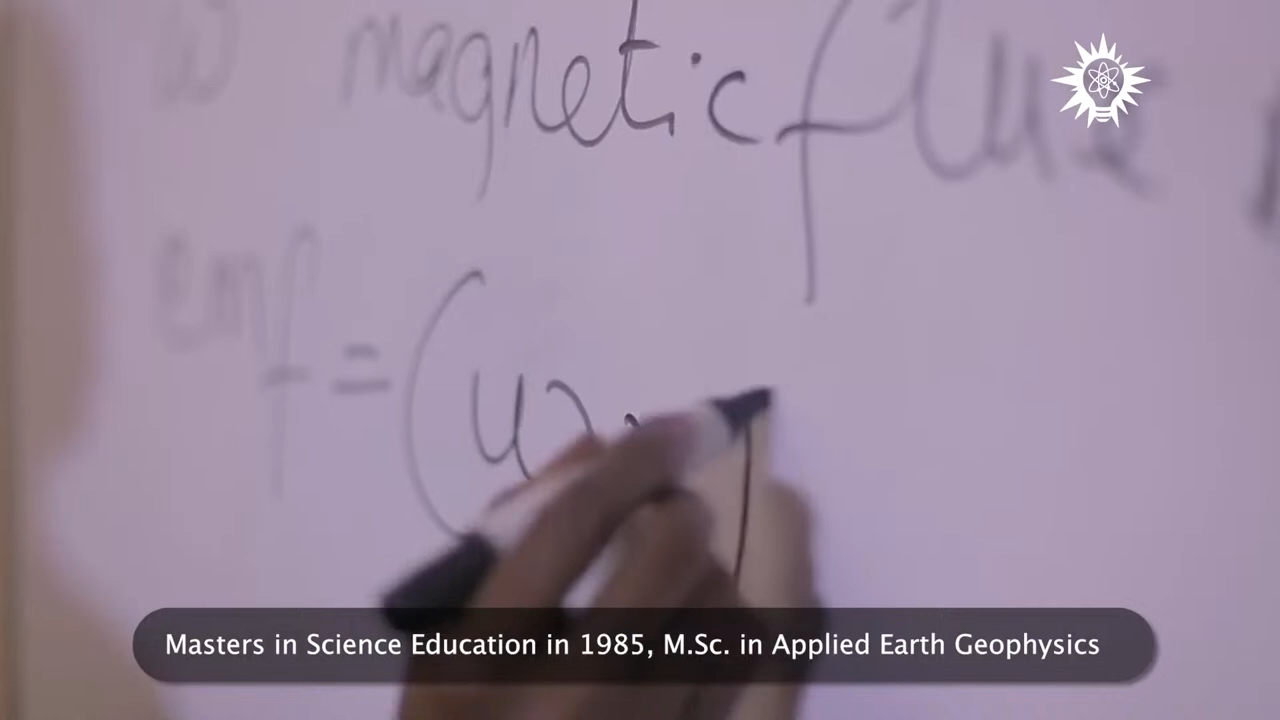 magnetic flux
emf = (u
Masters in Science Education in 1985, M.Sc. in Applied Earth Geophysics